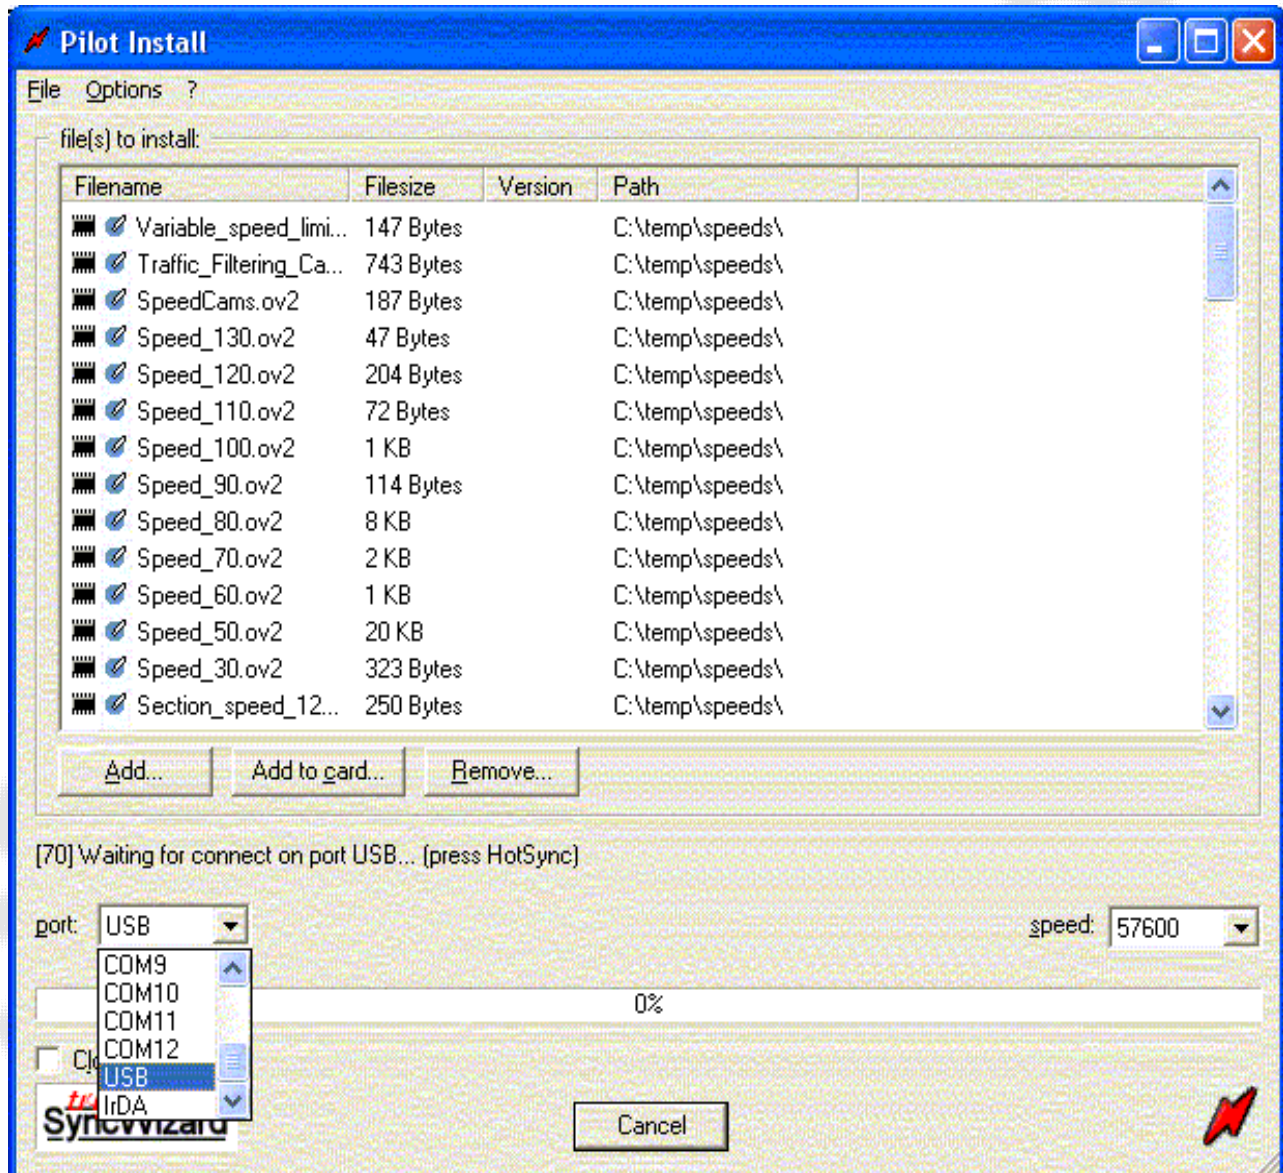 Pilot Install
File Options ?
file(s) to install:
Filename Filesize Version Path
Variable_speed_limi... 147 Bytes C:\temp\speeds\
Traffic_Filtering_Ca... 743 Bytes C:\temp\speeds\
SpeedCams.ov2 187 Bytes C:\temp\speeds\
Speed_130.ov2 47 Bytes C:\temp\speeds\
Speed_120.ov2 204 Bytes C:\temp\speeds\
Speed_110.ov2 72 Bytes C:\temp\speeds\
Speed_100.ov2 1 KB C:\temp\speeds\
Speed_90.ov2 114 Bytes C:\temp\speeds\
Speed_80.ov2 8 KB C:\temp\speeds\
Speed_70.ov2 2 KB C:\temp\speeds\
Speed_60.ov2 1 KB C:\temp\speeds\
Speed_50.ov2 20 KB C:\temp\speeds\
Speed_30.ov2 323 Bytes C:\temp\speeds\
Section_speed_12... 250 Bytes C:\temp\speeds\
Add... Add to card... Remove...
[70] Waiting for connect on port USB... (press HotSync)
port: USB speed: 57600
COM9
COM10
0%
COM11
COM12
USB
IrDA
SyncWizard
Cancel